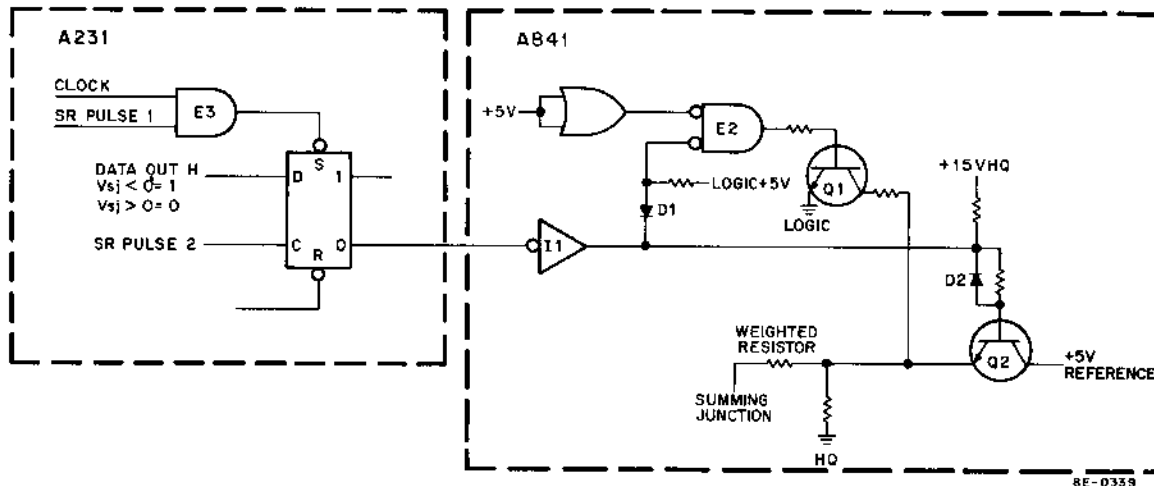 A231
CLOCK
SR PULSE 1
E3
S
DATA OUT H
Vsj < 0 = 1
Vsj > 0 = 0
D
1
SR PULSE 2
C
0
R
A841
+5V
E2
LOGIC+5V
D1
Q1
LOGIC
+15VHQ
I1
D2
WEIGHTED
RESISTOR
Q2
+5V
REFERENCE
SUMMING
JUNCTION
HQ
8E-0339